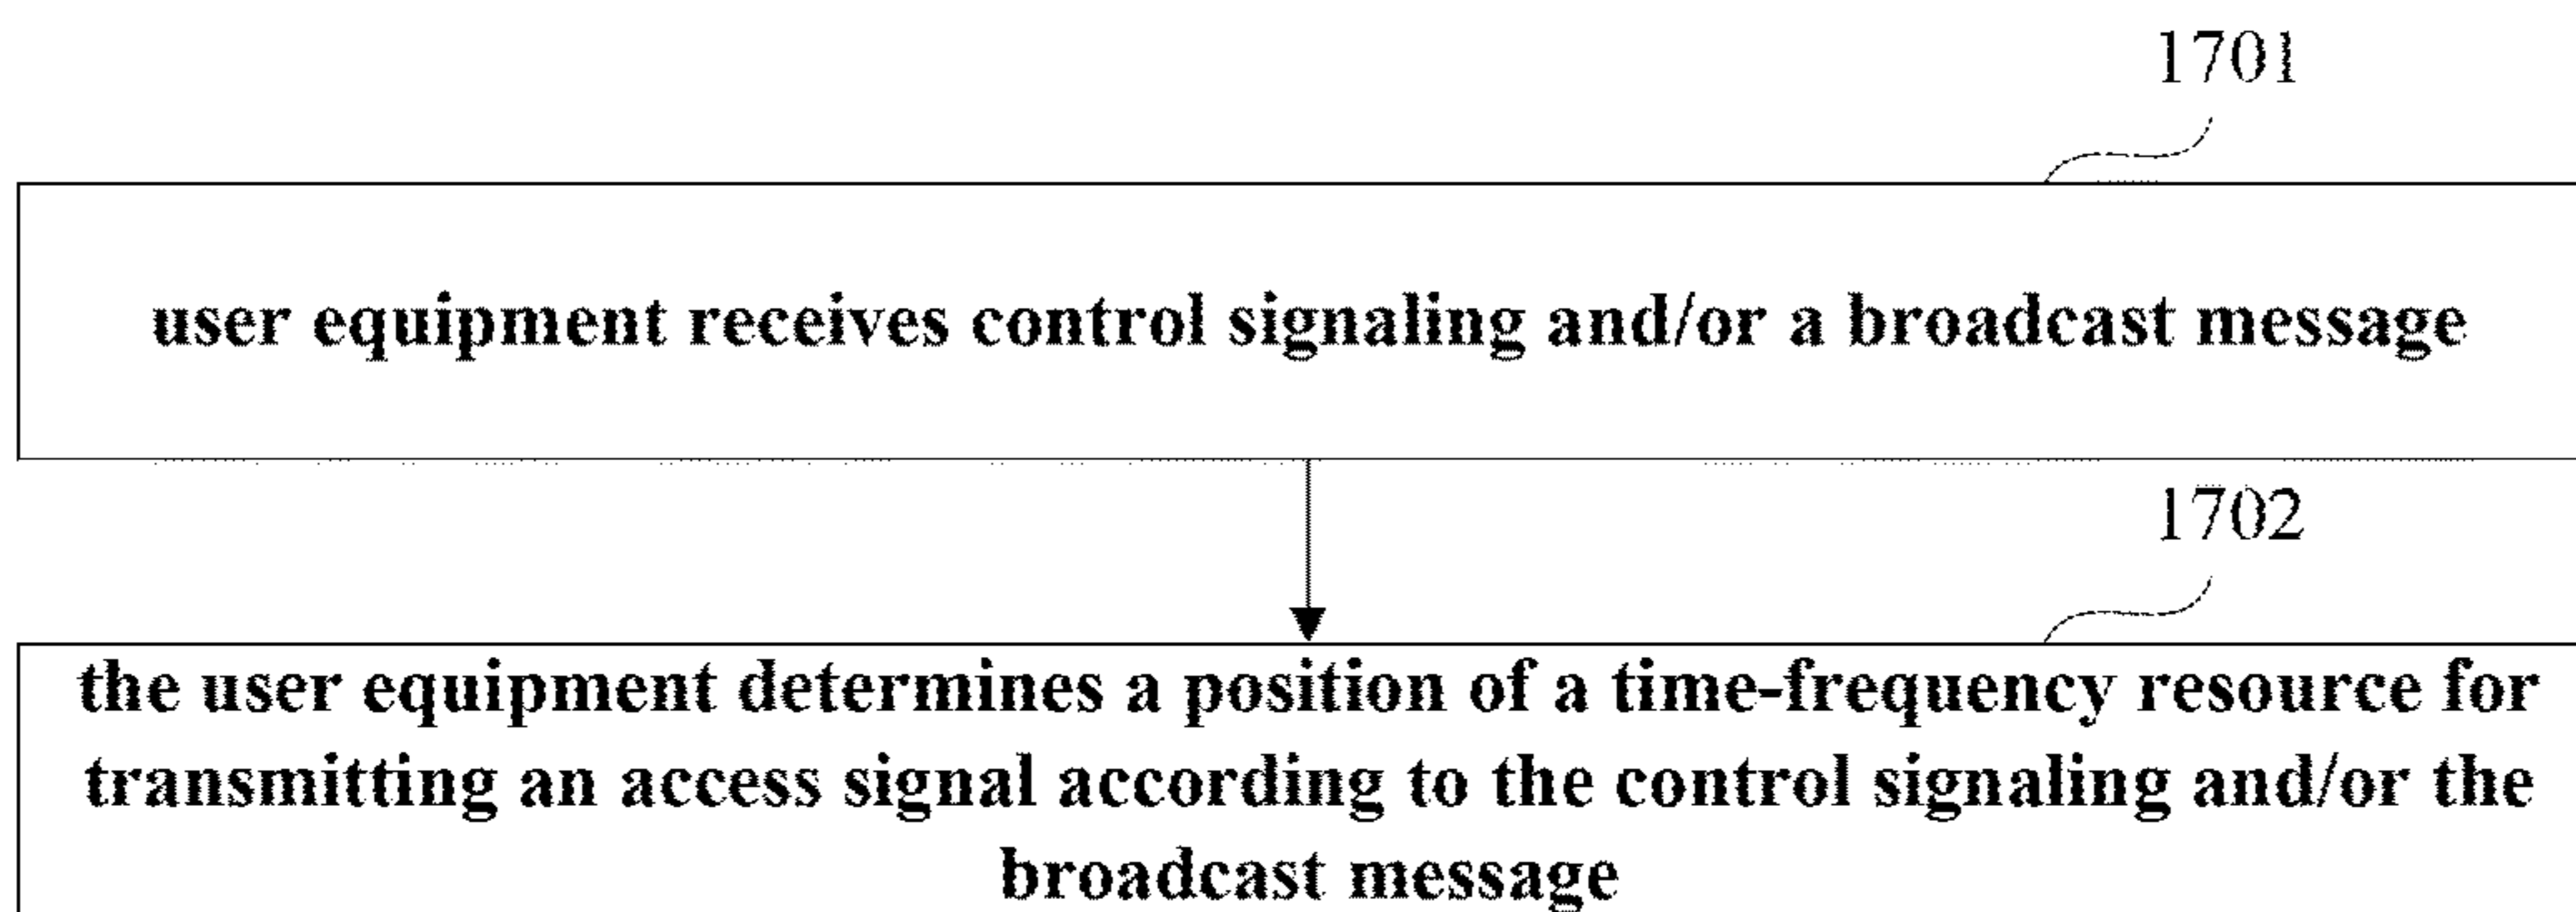 1701
user equipment receives control signaling and/or a broadcast message
1702
the user equipment determines a position of a time-frequency resource for
transmitting an access signal according to the control signaling and/or the
broadcast message